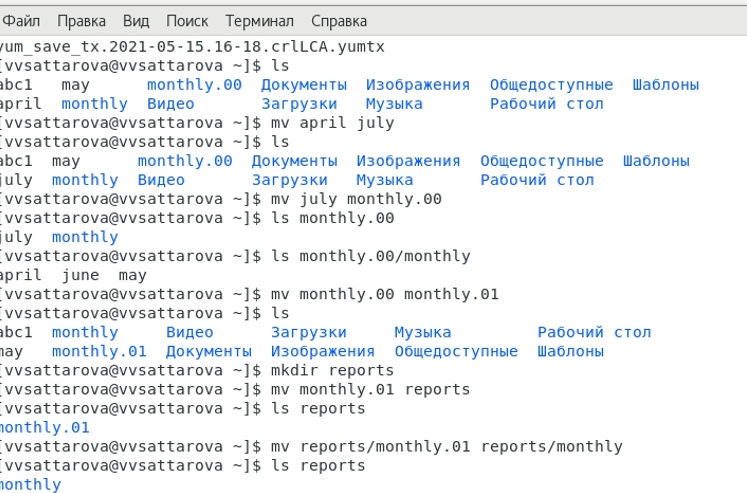 Файл Правка Вид Поиск Терминал Справка
yum_save_tx.2021-05-15.16-18.crlLCA.yumtx
[vvsattarova@vvsattarova ~]$ ls
abc1 may monthly.00 Документы Изображения Общедоступные Шаблоны
april monthly Видео Загрузки Музыка Рабочий стол
[vvsattarova@vvsattarova ~]$ mv april july
[vvsattarova@vvsattarova ~]$ ls
abc1 may monthly.00 Документы Изображения Общедоступные Шаблоны
july monthly Видео Загрузки Музыка Рабочий стол
[vvsattarova@vvsattarova ~]$ mv july monthly.00
[vvsattarova@vvsattarova ~]$ ls monthly.00
july monthly
[vvsattarova@vvsattarova ~]$ ls monthly.00/monthly
april june may
[vvsattarova@vvsattarova ~]$ mv monthly.00 monthly.01
[vvsattarova@vvsattarova ~]$ ls
abc1 monthly Видео Загрузки Музыка Рабочий стол
may monthly.01 Документы Изображения Общедоступные Шаблоны
[vvsattarova@vvsattarova ~]$ mkdir reports
[vvsattarova@vvsattarova ~]$ mv monthly.01 reports
[vvsattarova@vvsattarova ~]$ ls reports
monthly.01
[vvsattarova@vvsattarova ~]$ mv reports/monthly.01 reports/monthly
[vvsattarova@vvsattarova ~]$ ls reports
monthly